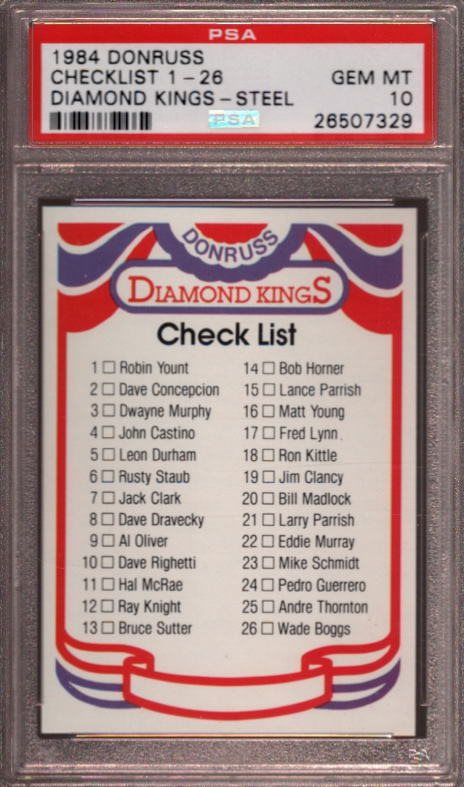 PSA
1984 DONRUSS
CHECKLIST 1-26 GEM MT
DIAMOND KINGS-STEEL 10
PSA 26507329
DONRUSS
DIAMOND KINGS
Check List
1 Robin Yount
2 Dave Concepcion
3 Dwayne Murphy
4 John Castino
5 Leon Durham
6 Rusty Staub
7 Jack Clark
8 Dave Dravecky
9 Al Oliver
10 Dave Righetti
11 Hal McRae
12 Ray Knight
13 Bruce Sutter
14 Bob Horner
15 Lance Parrish
16 Matt Young
17 Fred Lynn
18 Ron Kittle
19 Jim Clancy
20 Bill Madlock
21 Larry Parrish
22 Eddie Murray
23 Mike Schmidt
24 Pedro Guerrero
25 Andre Thornton
26 Wade Boggs